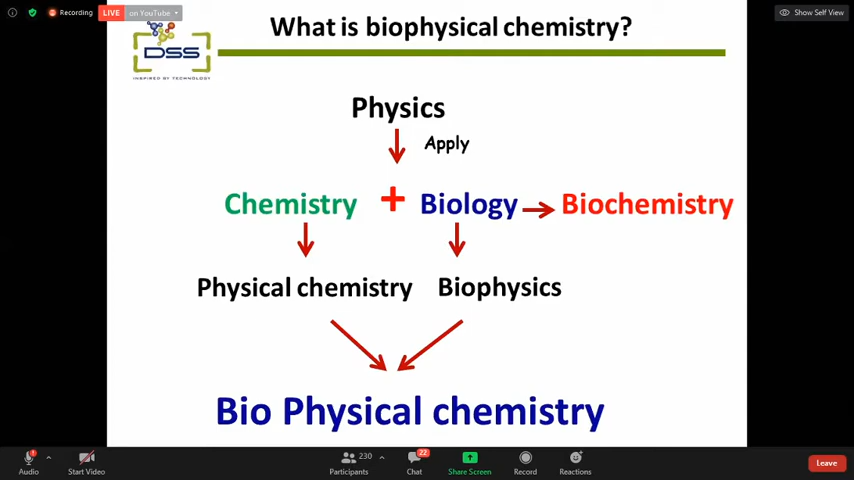 Recording
LIVE on YouTube
Show Self View
What is biophysical chemistry?
DSS
INSPIRED BY TECHNOLOGY
Physics
Apply
Chemistry + Biology Biochemistry
Physical chemistry Biophysics
Bio Physical chemistry
230
22
Audio
Start Video
Participants
Chat
Share Screen
Record
Reactions
Leave